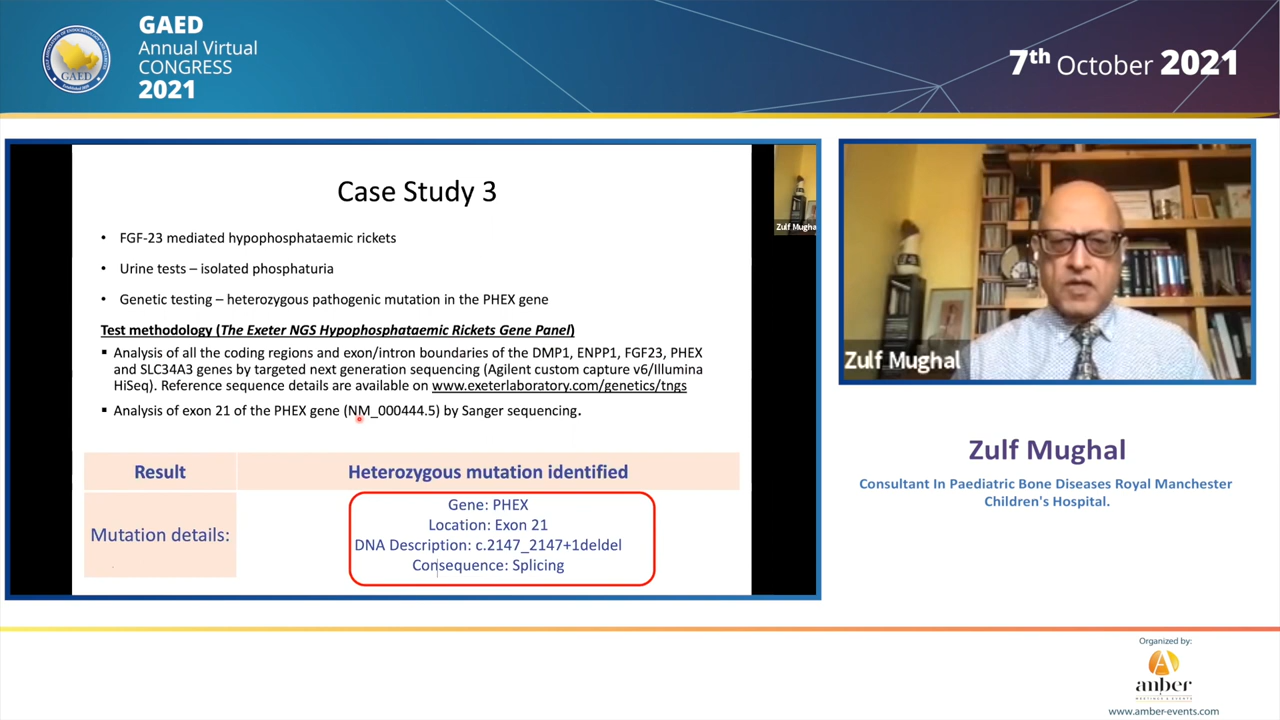 GAED
Annual Virtual
CONGRESS
2021
GAED
7th October 2021
Case Study 3
• FGF-23 mediated hypophosphataemic rickets
• Urine tests – isolated phosphaturia
• Genetic testing – heterozygous pathogenic mutation in the PHEX gene
Test methodology (The Exeter NGS Hypophosphataemic Rickets Gene Panel)
▪ Analysis of all the coding regions and exon/intron boundaries of the DMP1, ENPP1, FGF23, PHEX
and SLC34A3 genes by targeted next generation sequencing (Agilent custom capture v6/Illumina
HiSeq). Reference sequence details are available on www.exeterlaboratory.com/genetics/tngs
▪ Analysis of exon 21 of the PHEX gene (NM_000444.5) by Sanger sequencing.
Result
Heterozygous mutation identified
Mutation details:
Gene: PHEX
Location: Exon 21
DNA Description: c.2147_2147+1deldel
Consequence: Splicing
Zulf Mugha
Zulf Mughal
Zulf Mughal
Consultant In Paediatric Bone Diseases Royal Manchester
Children's Hospital.
Organized by:
anber
www.amber-events.com